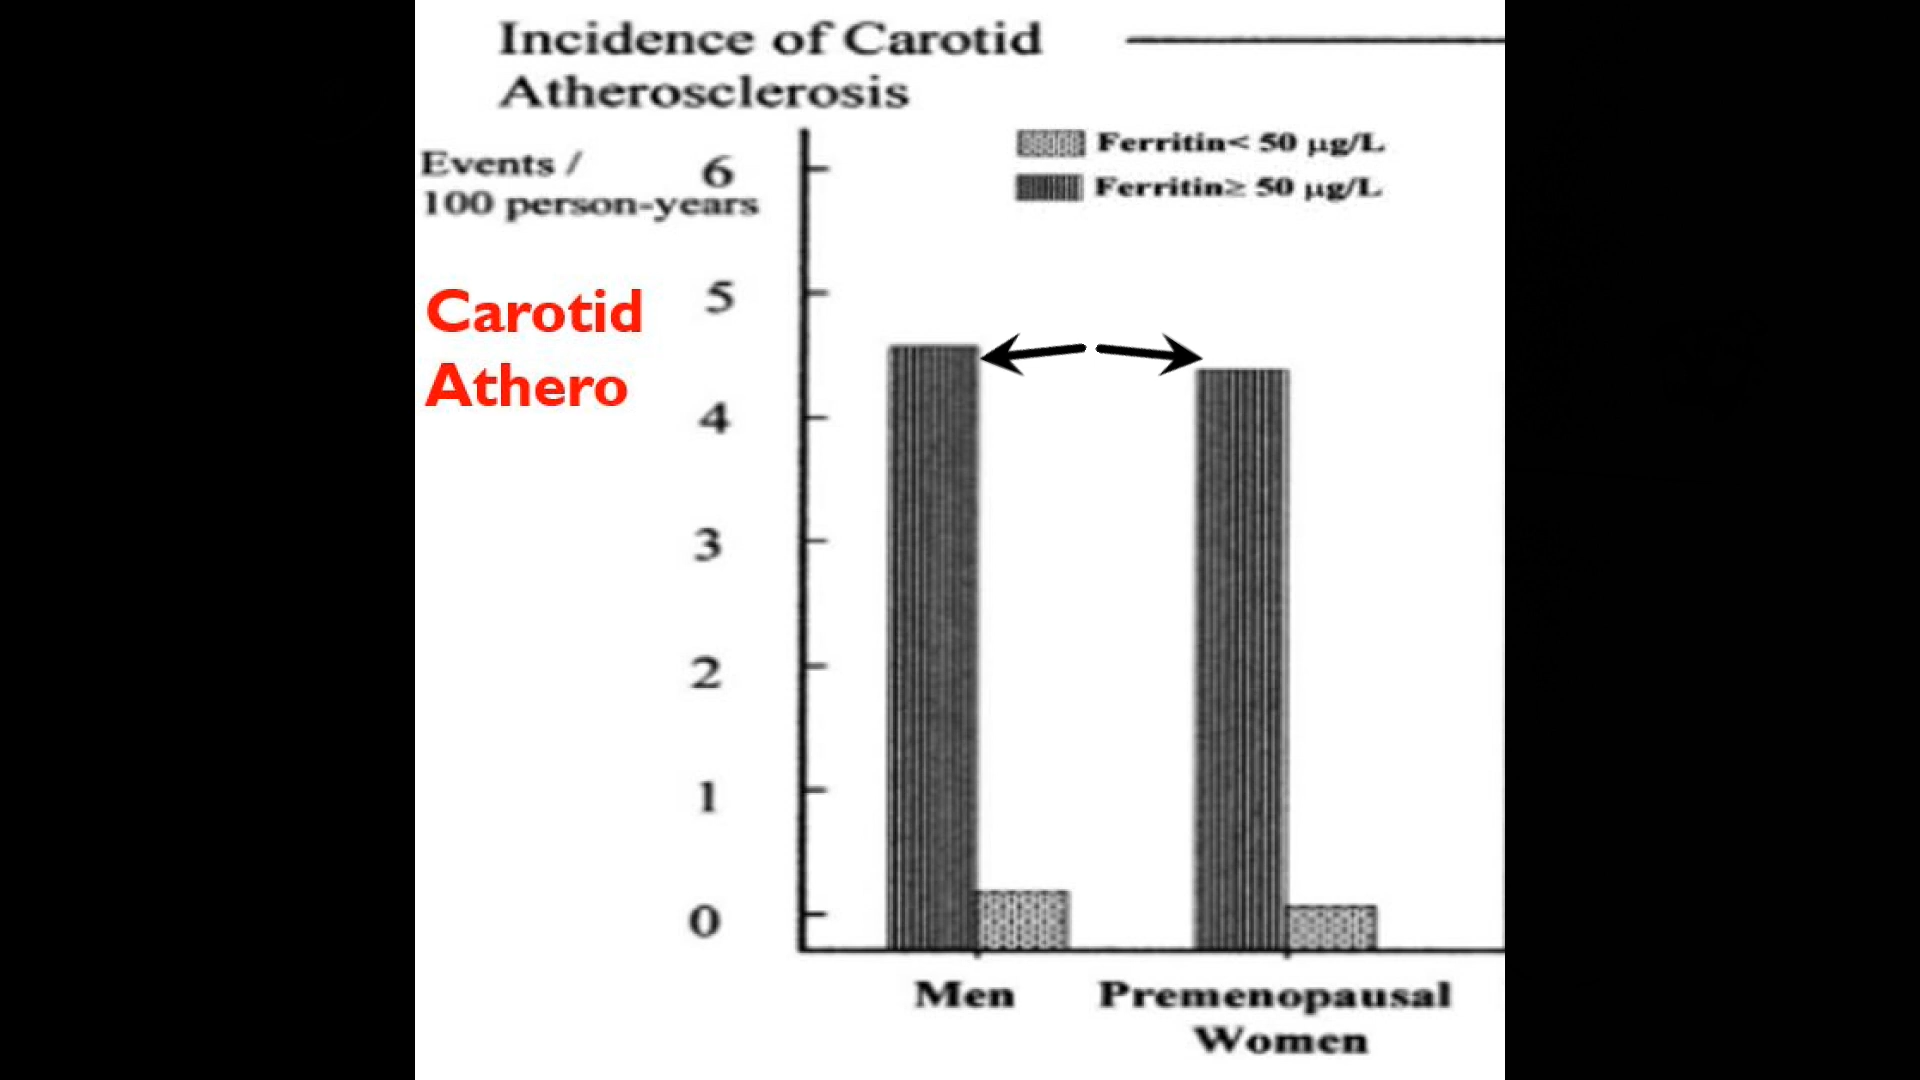 Incidence of Carotid
Atherosclerosis
Events /
100 person-years
Ferritin< 50 μg/L
Ferritin≥ 50 μg/L
Carotid
Athero
6
5
4
3
2
1
0
Men
Premenopausal
Women